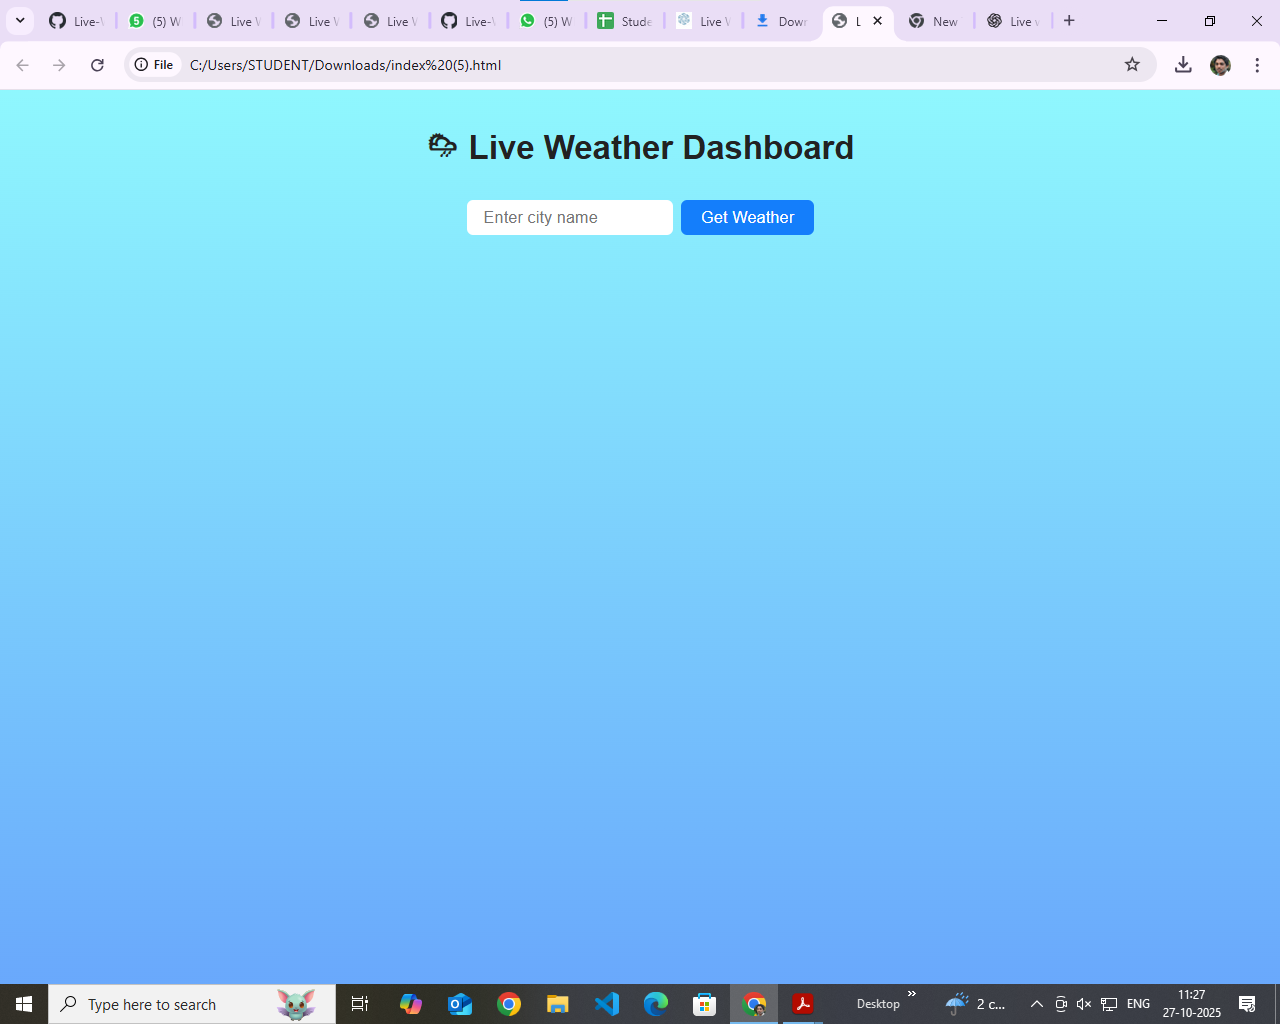 Live-W
5
(5) W
Live W
Live W
Live W
Live-W
(5) W
Stude
Live W
Down
L
New
Live w
File
C:/Users/STUDENT/Downloads/index%20(5).html
Live Weather Dashboard
Enter city name
Get Weather
Type here to search
Desktop
2 c...
ENG
11:27
27-10-2025